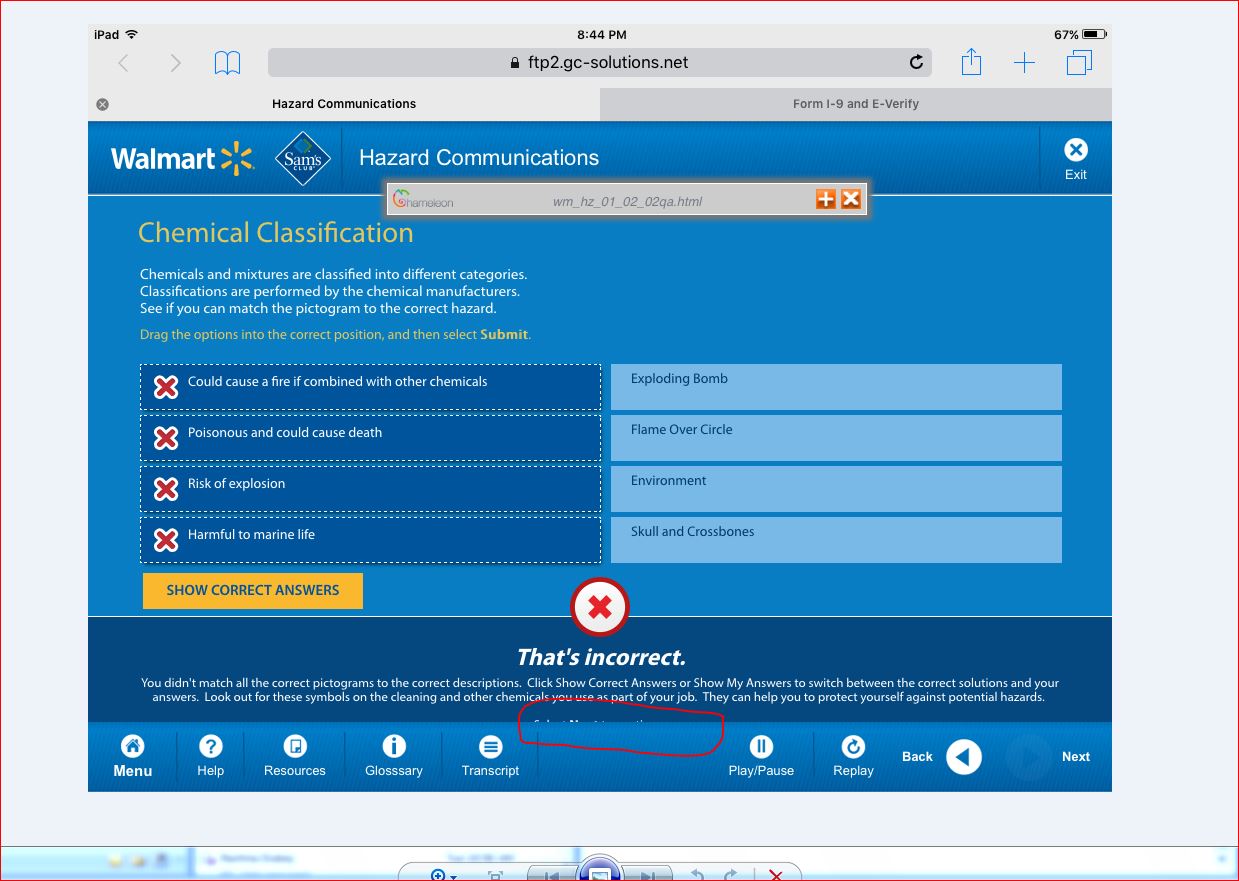 iPad
8:44 PM
67%
ftp2.gc-solutions.net
Hazard Communications
Form I-9 and E-Verify
Walmart
Sam's
CLUB
Hazard Communications
Exit
Chameleon
wm_hz_01_02_02qa.html
Chemical Classification
Chemicals and mixtures are classified into different categories.
Classifications are performed by the chemical manufacturers.
See if you can match the pictogram to the correct hazard.
Drag the options into the correct position, and then select Submit.
Could cause a fire if combined with other chemicals
Exploding Bomb
Poisonous and could cause death
Flame Over Circle
Risk of explosion
Environment
Harmful to marine life
Skull and Crossbones
SHOW CORRECT ANSWERS
That's incorrect.
You didn't match all the correct pictograms to the correct descriptions. Click Show Correct Answers or Show My Answers to switch between the correct solutions and your
answers. Look out for these symbols on the cleaning and other chemicals you use as part of your job. They can help you to protect yourself against potential hazards.
Menu
Help
Resources
Glosssary
Transcript
Play/Pause
Replay
Back
Next